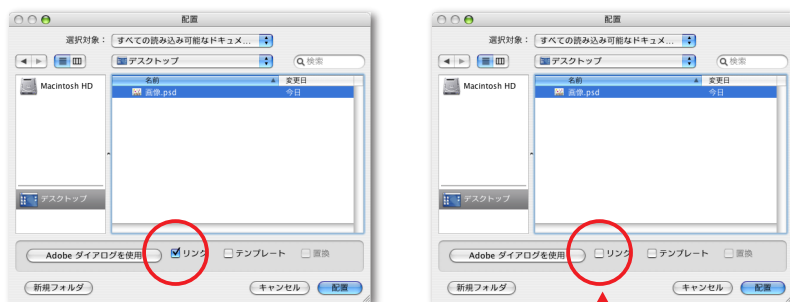 配置
選択対象： すべての読み込み可能なドキュメ...
デスクトップ
検索
名前 変更日
Macintosh HD
画像.psd 今日
デスクトップ
Adobe ダイアログを使用 リンク テンプレート 置換
新規フォルダ キャンセル 配置
配置
選択対象： すべての読み込み可能なドキュメ...
デスクトップ
検索
名前 変更日
Macintosh HD
画像.psd 今日
デスクトップ
Adobe ダイアログを使用 リンク テンプレート 置換
新規フォルダ キャンセル 配置